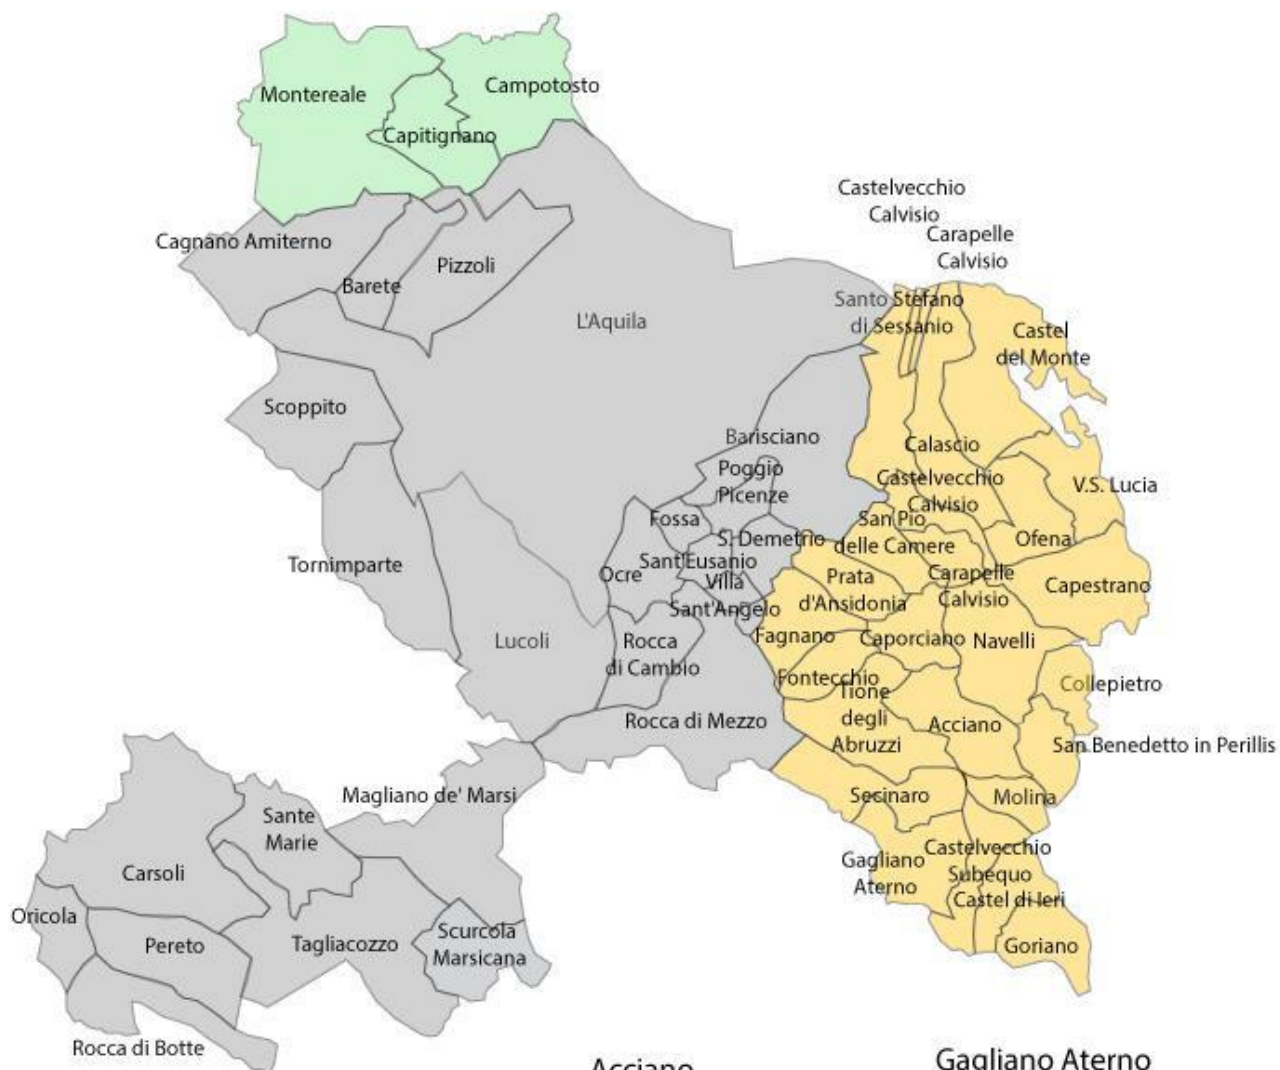 Montereale
Campotosto
Capitignano
Castelvecchio
Calvisio
Carapelle
Calvisio
Cagnano Amiterno
Barete
Pizzoli
L'Aquila
Santo Stefano
di Sessanio
Castel
del Monte
Scoppito
Barisciano
Calascio
Poggio
Picenze
Castelvecchio
Calvisio
V.S. Lucia
Fossa
San Pio
delle Camere
S. Demetrio
Ofena
Tornimparte
Ocre
Sant'Eusanio
Villa
Sant'Angelo
Prata
d'Ansidonia
Carapelle
Calvisio
Capestrano
Lucoli
Rocca
di Cambio
Fagnano
Caporciano
Navelli
Fontecchio
Collepietro
Rocca di Mezzo
Tione
degli
Abruzzi
Acciano
San Benedetto in Perillis
Magliano de' Marsi
Secinaro
Molina
Sante
Marie
Carsoli
Gagliano
Aterno
Castelvecchio
Subequo
Castel di Ieri
Oricola
Pereto
Tagliacozzo
Scurcola
Marsicana
Goriano
Rocca di Botte
Acciano
Gagliano Aterno